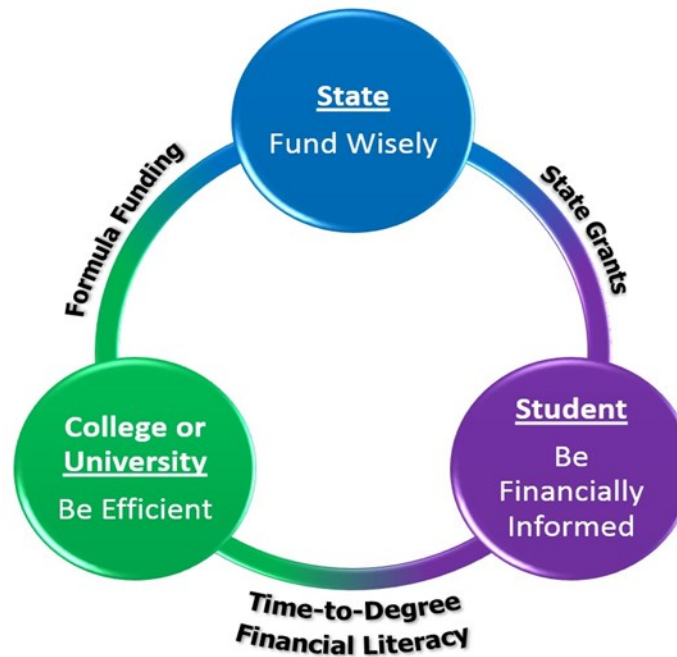 State
Fund Wisely
Formula Funding
State Grants
College or
University
Be Efficient
Student
Be
Financially
Informed
Time-to-Degree
Financial Literacy